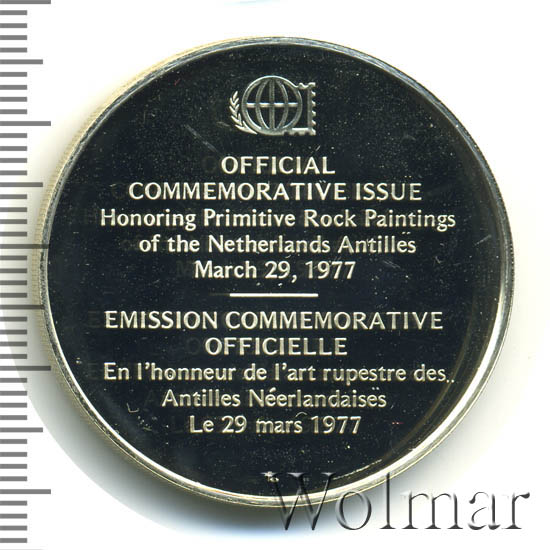 OFFICIAL
COMMEMORATIVE ISSUE
Honoring Primitive Rock Paintings
of the Netherlands Antilles
March 29, 1977
EMISSION COMMEMORATIVE
OFFICIELLE
En l'honneur de l'art rupestre des
Antilles Néerlandaises
Le 29 mars 1977
Wolmar